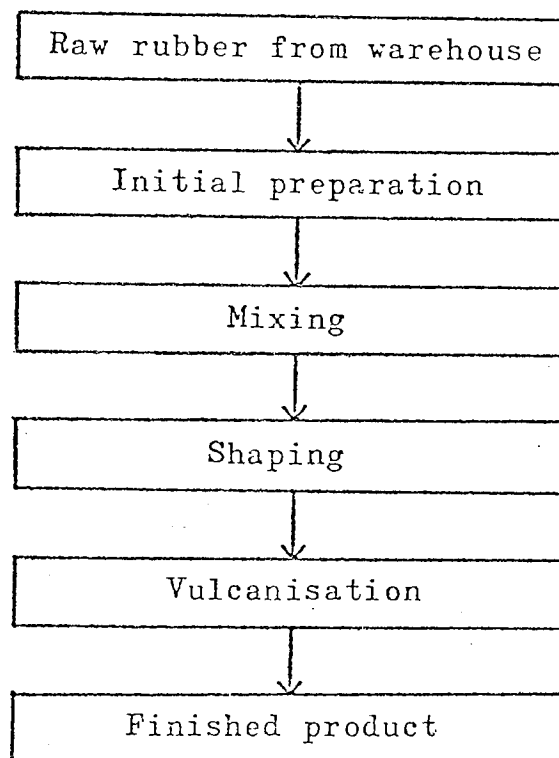 Raw rubber from warehouse
Initial preparation
Mixing
Shaping
Vulcanisation
Finished product